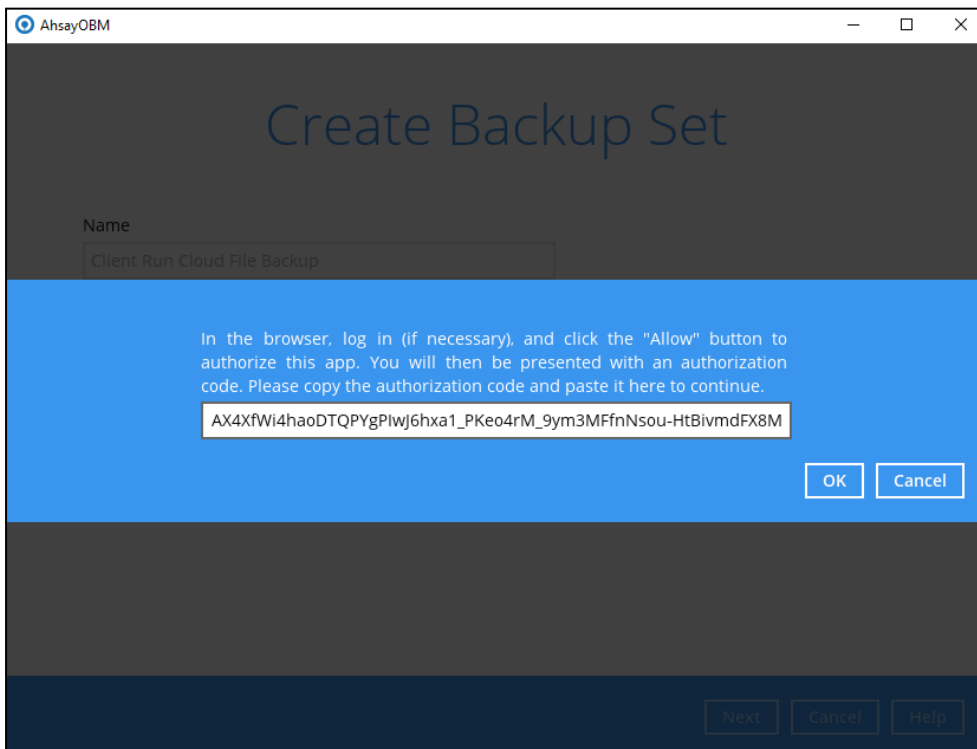 AhsayOBM
Create Backup Set
Name
Client Run Cloud File Backup
In the browser, log in (if necessary), and click the "Allow" button to
authorize this app. You will then be presented with an authorization
code. Please copy the authorization code and paste it here to continue.
AX4XfWi4haoDTQPYgPIwJ6hxa1_PKeo4rM_9ym3MFfnNsou-HtBivmdFX8M
OK Cancel
Next Cancel Help